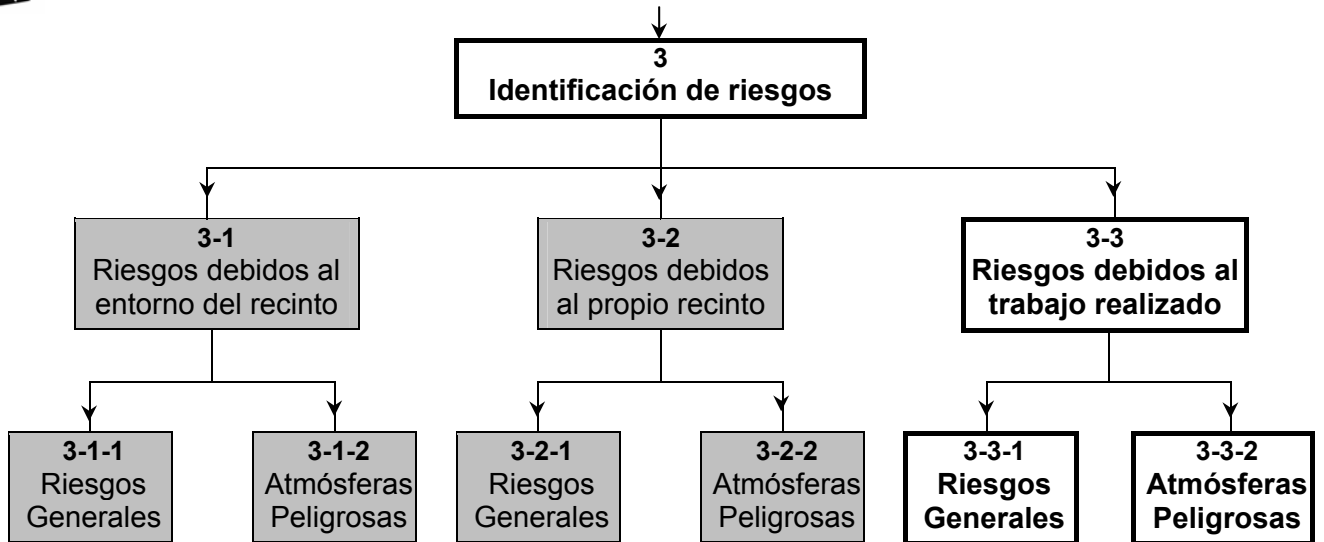 3
Identificación de riesgos
3-1
Riesgos debidos al
entorno del recinto
3-2
Riesgos debidos
al propio recinto
3-3
Riesgos debidos al
trabajo realizado
3-1-1
Riesgos
Generales
3-1-2
Atmósferas
Peligrosas
3-2-1
Riesgos
Generales
3-2-2
Atmósferas
Peligrosas
3-3-1
Riesgos
Generales
3-3-2
Atmósferas
Peligrosas